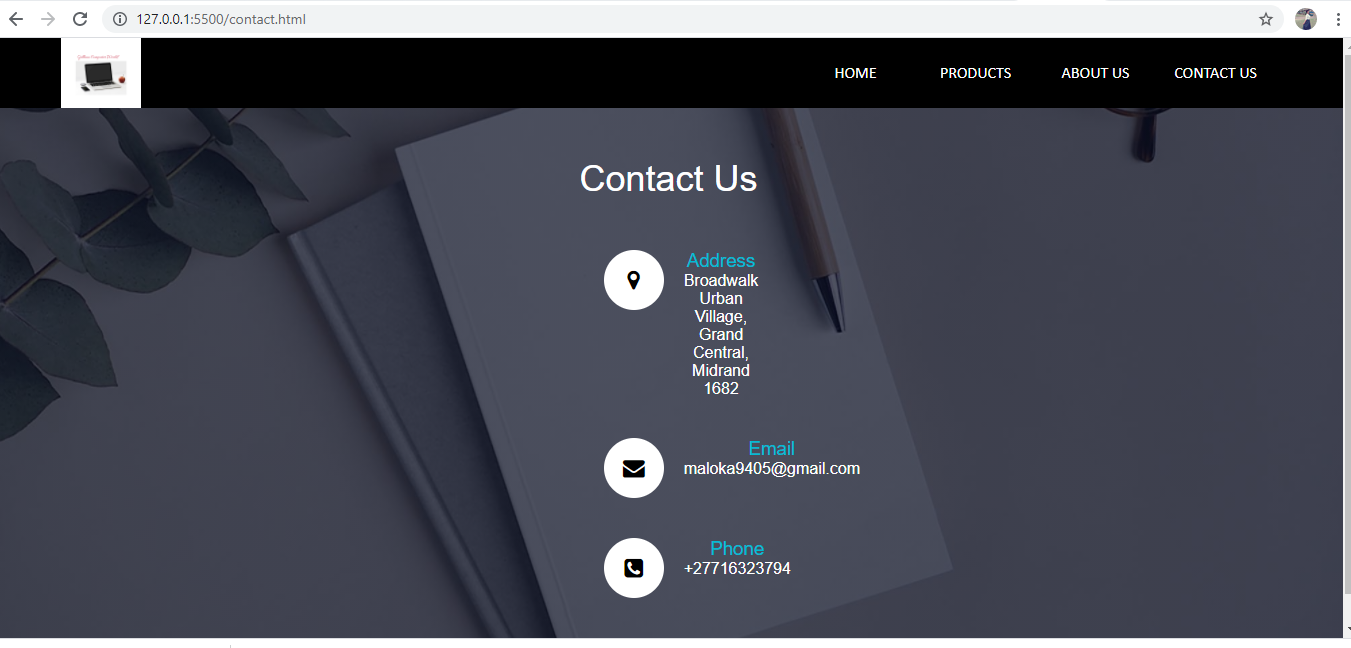 127.0.0.1:5500/contact.html
HOME PRODUCTS ABOUT US CONTACT US
Contact Us
Address
Broadwalk
Urban
Village,
Grand
Central,
Midrand
1682
Email
maloka9405@gmail.com
Phone
+27716323794